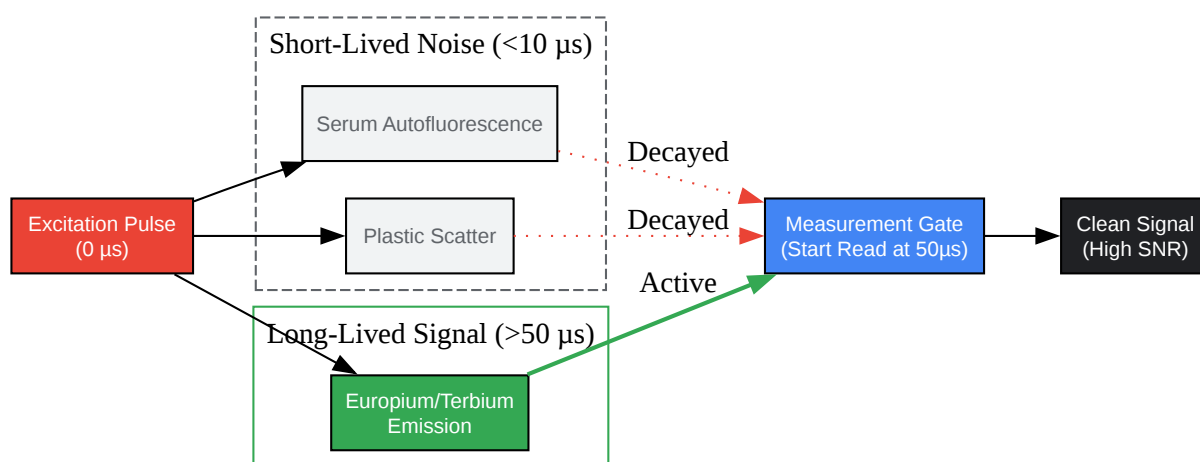 Short-Lived Noise (<10 µs)
Serum Autofluorescence
Decayed
Excitation Pulse
(0 µs)
Plastic Scatter
Decayed
Measurement Gate
(Start Read at 50µs)
Clean Signal
(High SNR)
Active
Long-Lived Signal (>50 µs)
Europium/Terbium
Emission